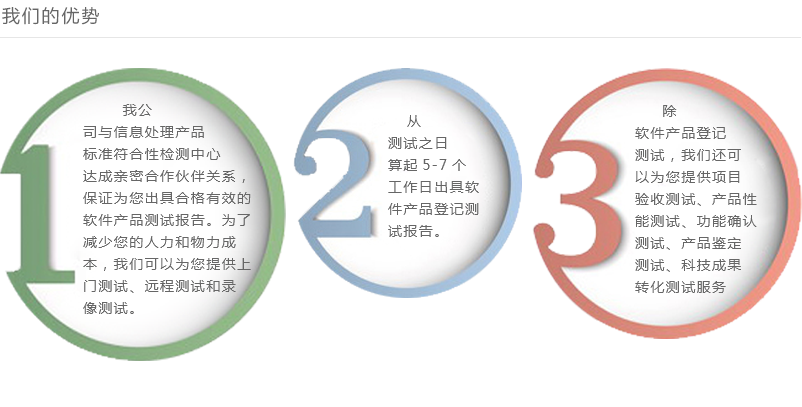 我们的优势
1
我公
司与信息处理产品
标准符合性检测中心
达成亲密合作伙伴关系，
保证为您出具合格有效的
软件产品测试报告。为了
减少您的人力和物力成
本，我们可以为您提供上
门测试、远程测试和录
像测试。
2
从
测试之日
算起 5-7 个
工作日出具软
件产品登记测
试报告。
3
除
软件产品登记
测试，我们还可
以为您提供项目
验收测试、产品性
能测试、功能确认
测试、产品鉴定
测试、科技成果
转化测试服务